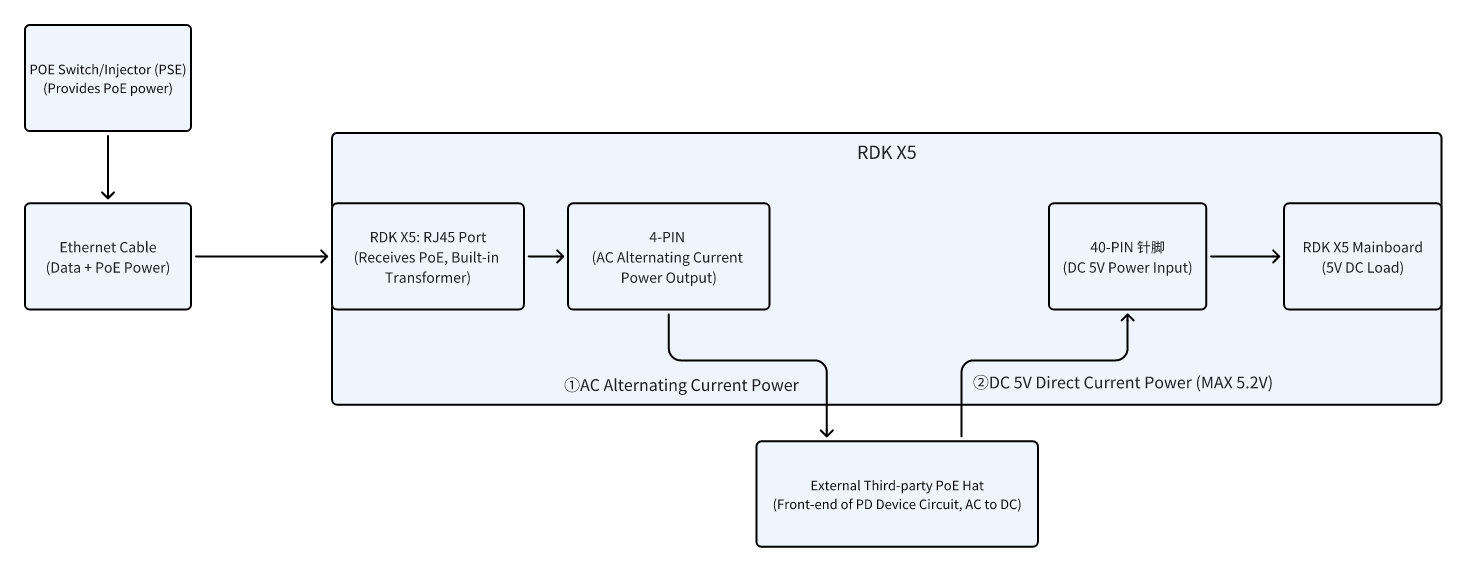 POE Switch/Injector (PSE)
(Provides PoE power)
RDK X5
Ethernet Cable
(Data + PoE Power)
RDK X5: RJ45 Port
(Receives PoE, Built-in
Transformer)
4-PIN
(AC Alternating Current
Power Output)
40-PIN 针脚
(DC 5V Power Input)
RDK X5 Mainboard
(5V DC Load)
①AC Alternating Current Power
②DC 5V Direct Current Power (MAX 5.2V)
External Third-party PoE Hat
(Front-end of PD Device Circuit, AC to DC)